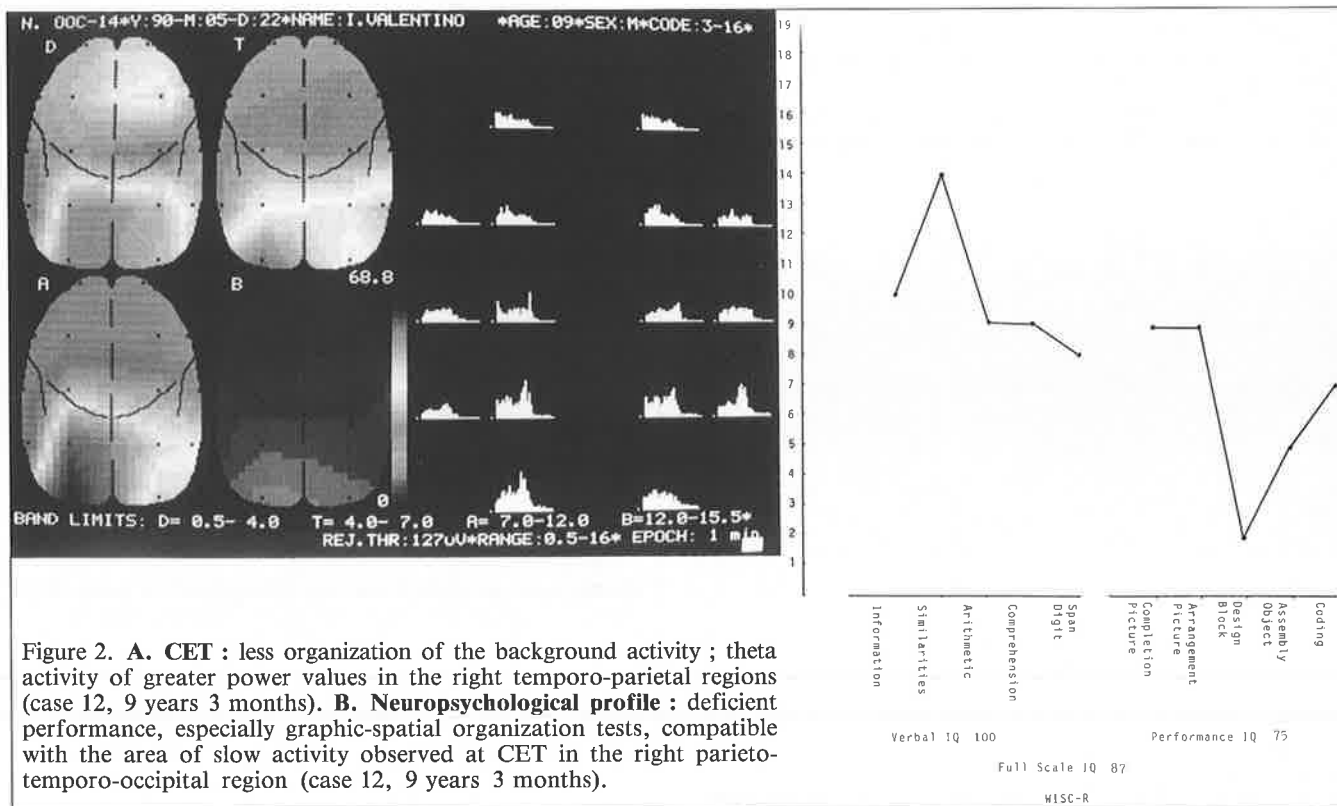 N. OOC-14*Y:90-M:05-D:22*NAME:I.VALENTINO *AGE:09*SEX:M*CODE:3-16*
D T
68.8
A B
0
BAND LIMITS: D= 0.5- 4.0 T= 4.0- 7.0 A= 7.0-12.0 B=12.0-15.5*
REJ.THR:127uV*RANGE:0.5-16* EPOCH: 1 min
19
18
17
16
15
14
13
12
11
10
9
8
7
6
5
4
3
2
1
Information
Similarities
Arithmetic
Comprehension
Span
Digit
Completion
Picture
Arrangement
Picture
Design
Block
Assembly
Object
Coding
Verbal IQ 100
Performance IQ 75
Full Scale IQ 87
WISC-R
Figure 2. A. CET : less organization of the background activity ; theta
activity of greater power values in the right temporo-parietal regions
(case 12, 9 years 3 months). B. Neuropsychological profile : deficient
performance, especially graphic-spatial organization tests, compatible
with the area of slow activity observed at CET in the right parieto-
temporo-occipital region (case 12, 9 years 3 months).